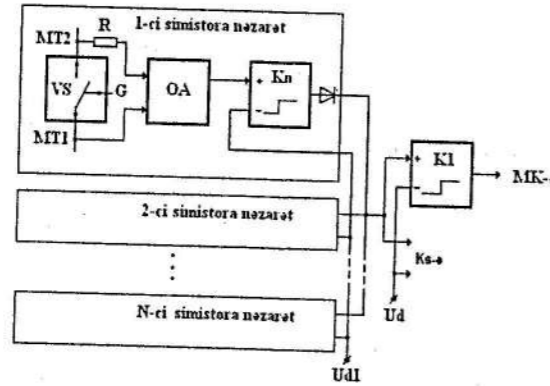 1-ci simistora nəzarət
MT2
R
VS
G
MT1
OA
+
Kn
-
+
K1
-
MK-ə
2-ci simistora nəzarət
Ks-ə
Ud
N-ci simistora nəzarət
Ud1